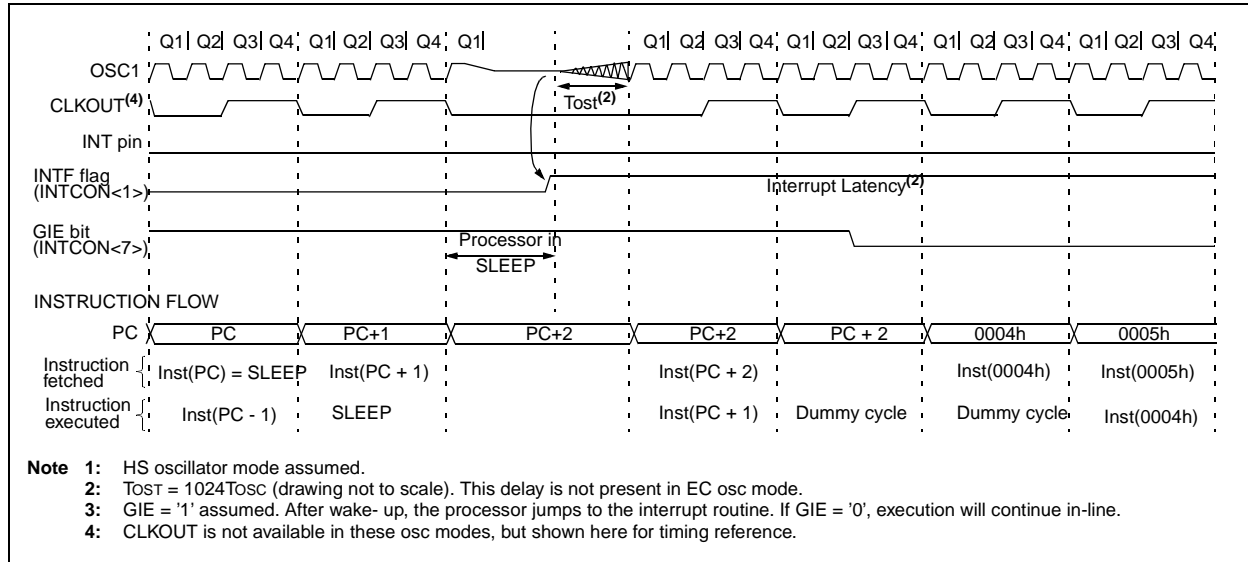 Q1 Q2 Q3 Q4 Q1 Q2 Q3 Q4 Q1 Q1 Q2 Q3 Q4 Q1 Q2 Q3 Q4 Q1 Q2 Q3 Q4 Q1 Q2 Q3 Q4
OSC1
CLKOUT(4)
Tost(2)
INT pin
INTF flag
(INTCON<1>)
Interrupt Latency(2)
GIE bit
(INTCON<7>)
Processor in
SLEEP
INSTRUCTION FLOW
PC PC PC+1 PC+2 PC+2 PC + 2 0004h 0005h
Instruction
fetched
Inst(PC) = SLEEP Inst(PC + 1) Inst(PC + 2) Inst(0004h) Inst(0005h)
Instruction
executed
Inst(PC - 1) SLEEP Inst(PC + 1) Dummy cycle Dummy cycle Inst(0004h)
Note 1: HS oscillator mode assumed.
2: TOST = 1024TOSC (drawing not to scale). This delay is not present in EC osc mode.
3: GIE = '1' assumed. After wake- up, the processor jumps to the interrupt routine. If GIE = '0', execution will continue in-line.
4: CLKOUT is not available in these osc modes, but shown here for timing reference.